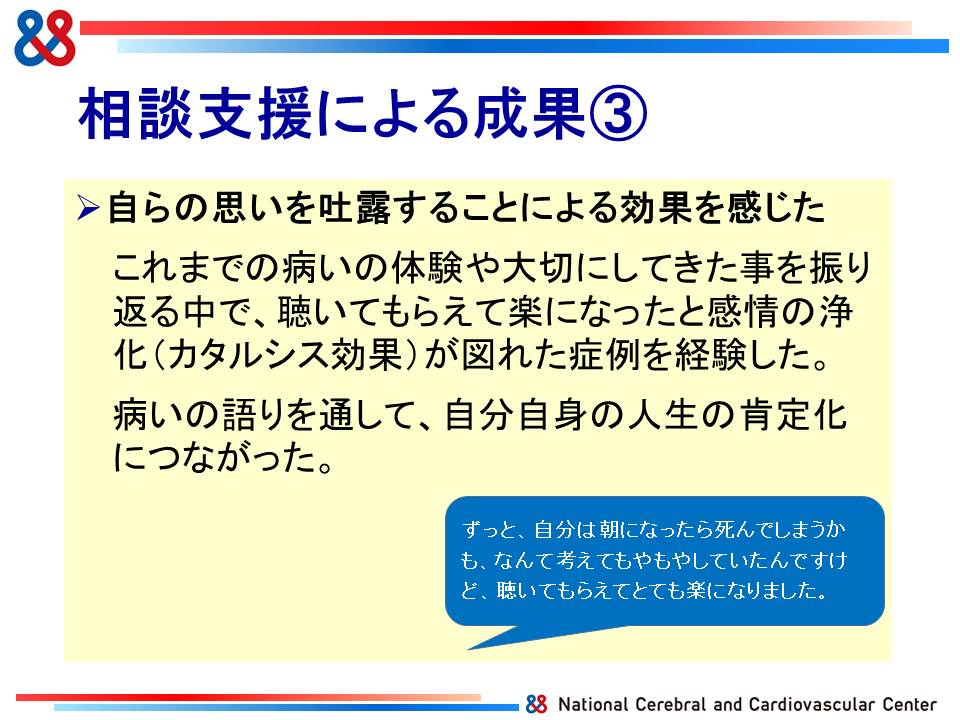 相談支援による成果③
➢自らの思いを吐露することによる効果を感じた
これまでの病いの体験や大切にしてきた事を振り
返る中で、聴いてもらえて楽になったと感情の浄
化（カタルシス効果）が図れた症例を経験した。
病いの語りを通して、自分自身の人生の肯定化
につながった。
ずっと、自分は朝になったら死んでしまうか
も、なんて考えてもやもやしていたんですけ
ど、聴いてもらえてとても楽になりました。
National Cerebral and Cardiovascular Center